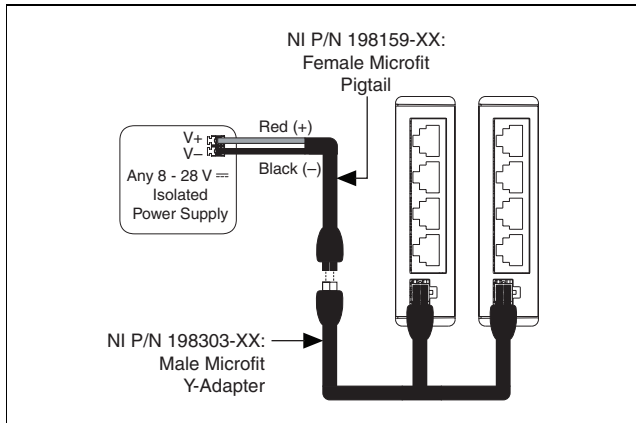 NI P/N 198159-XX:
Female Microfit
Pigtail
Red (+)
V+
V–
Black (–)
Any 8 - 28 V ⎓
Isolated
Power Supply
NI P/N 198303-XX:
Male Microfit
Y-Adapter